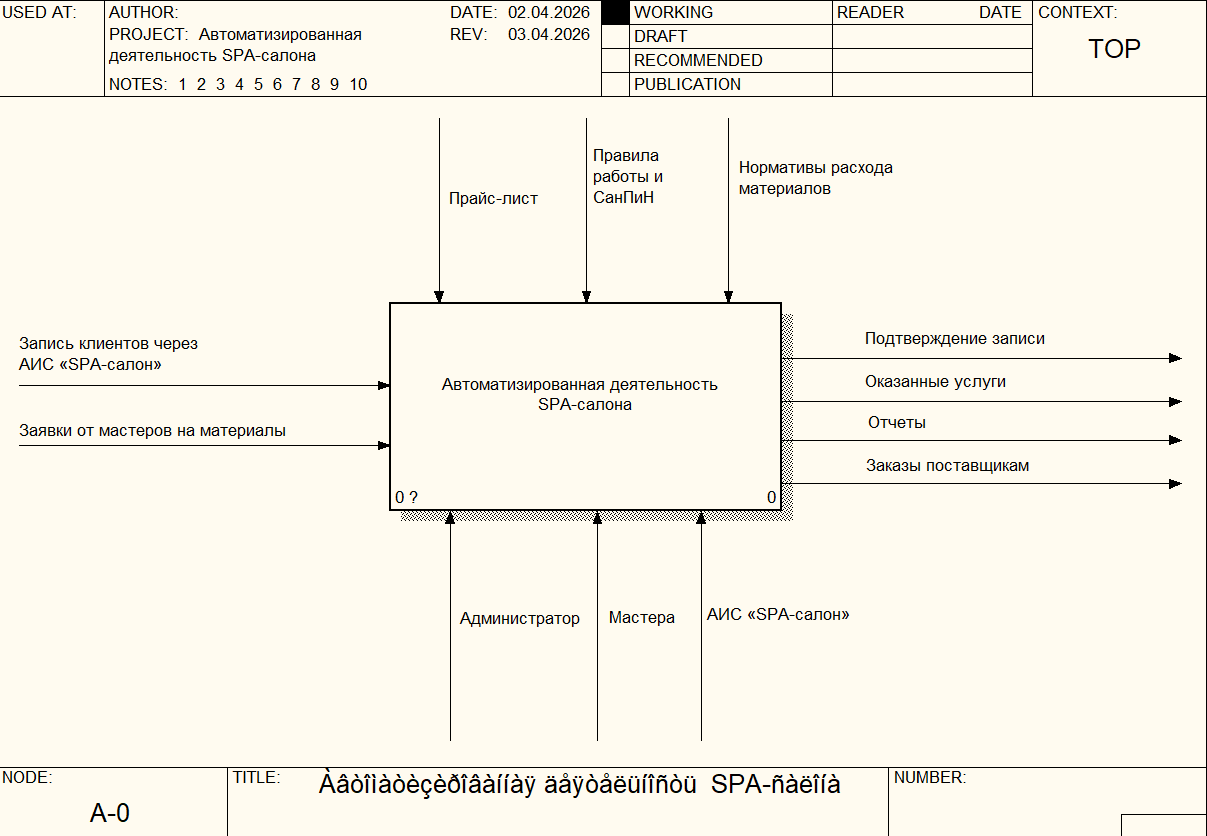 USED AT:
AUTHOR:
DATE: 02.04.2026
PROJECT: Автоматизированная
деятельность SPA-салона
REV: 03.04.2026
NOTES: 1 2 3 4 5 6 7 8 9 10
WORKING
DRAFT
RECOMMENDED
PUBLICATION
READER DATE
CONTEXT:
TOP
Прайс-лист
Правила
работы и
СанПиН
Нормативы расхода
материалов
Запись клиентов через
АИС «SPA-салон»
Заявки от мастеров на материалы
Автоматизированная деятельность
SPA-салона
0 ?
0
Подтверждение записи
Оказанные услуги
Отчеты
Заказы поставщикам
Администратор
Мастера
АИС «SPA-салон»
NODE:
A-0
TITLE:
Àâòîìàòèçèðîâàííàÿ äåÿòåëüíîñòü SPA-ñàëîíà
NUMBER: